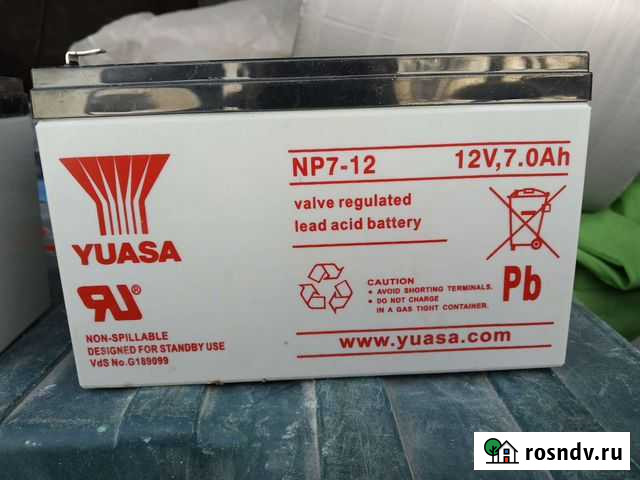 NP7-12 12V,7.0Ah
valve regulated
lead acid battery
YUASA
RU®
Pb
CAUTION
• AVOID SHORTING TERMINALS.
• DO NOT CHARGE
IN A GAS TIGHT CONTAINER.
NON-SPILLABLE
DESIGNED FOR STANDBY USE
VdS No.G189099
www.yuasa.com
rosndv.ru